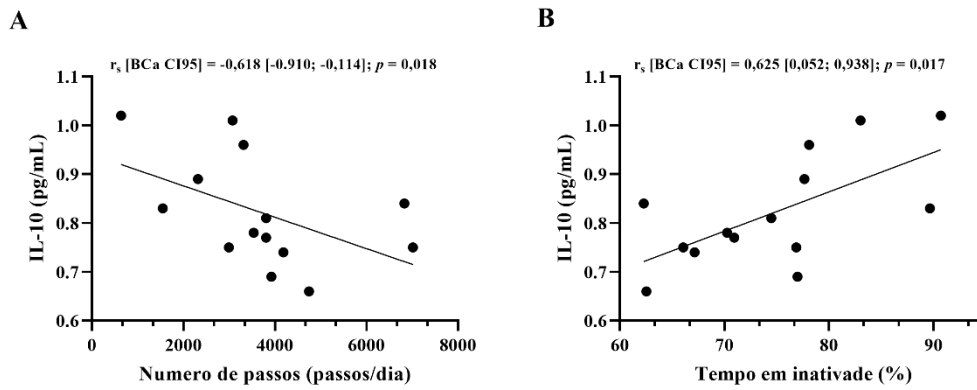 A
r_s [BCa CI95] = -0,618 [-0.910; -0,114]; p = 0,018
1.1
1.0
0.9
0.8
0.7
0.6
IL-10 (pg/mL)
0
2000
4000
6000
8000
Numero de passos (passos/dia)
B
r_s [BCa CI95] = 0,625 [0,052; 0,938]; p = 0,017
1.1
1.0
0.9
0.8
0.7
0.6
IL-10 (pg/mL)
60
70
80
90
Tempo em inativade (%)